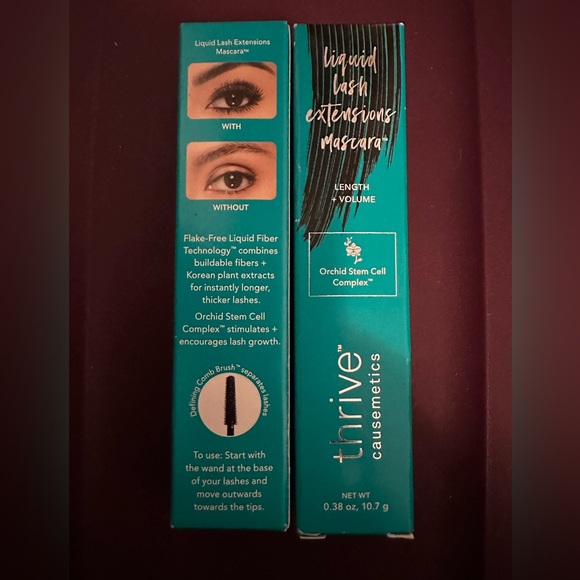 Liquid Lash Extensions
Mascara™
WITH
WITHOUT
Flake-Free Liquid Fiber
Technology™ combines
buildable fibers +
Korean plant extracts
for instantly longer,
thicker lashes.
Orchid Stem Cell
Complex™ stimulates +
encourages lash growth.
Defining Comb Brush™ separates lashes
To use: Start with
the wand at the base
of your lashes and
move outwards
towards the tips.
liquid
lash
extensions
mascara™
LENGTH
+ VOLUME
Orchid Stem Cell
Complex™
thrive™
causemetics
NET WT
0.38 oz, 10.7 g